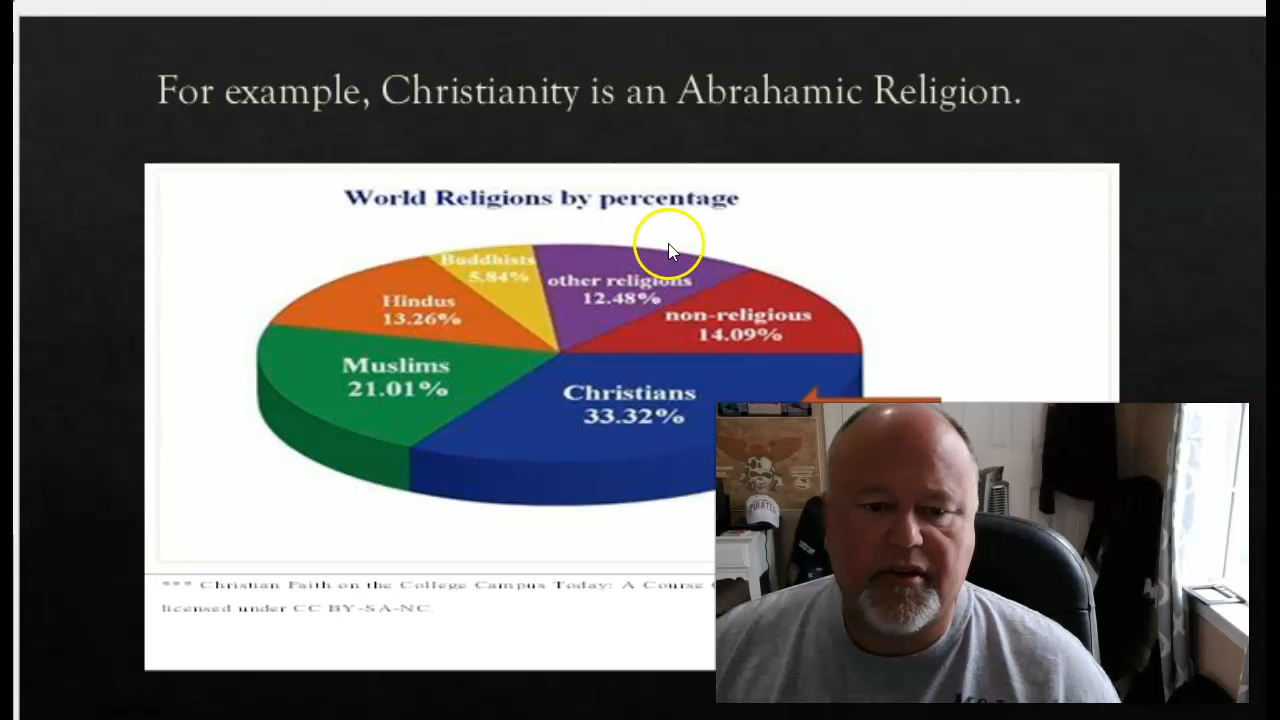 For example, Christianity is an Abrahamic Religion.
World Religions by percentage
Buddhists
5.84%
other religions
12.48%
Hindus
13.26%
non-religious
14.09%
Muslims
21.01%
Christians
33.32%
*** Christian Faith on the College Campus Today: A Course
licensed under CC BY-SA-NC.
PIRATES